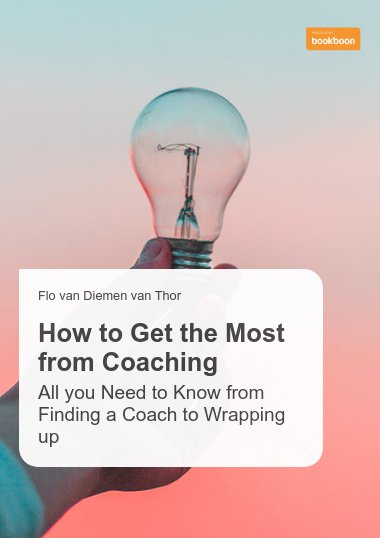 bookboon
Flo van Diemen van Thor
How to Get the Most
from Coaching
All you Need to Know from
Finding a Coach to Wrapping
up